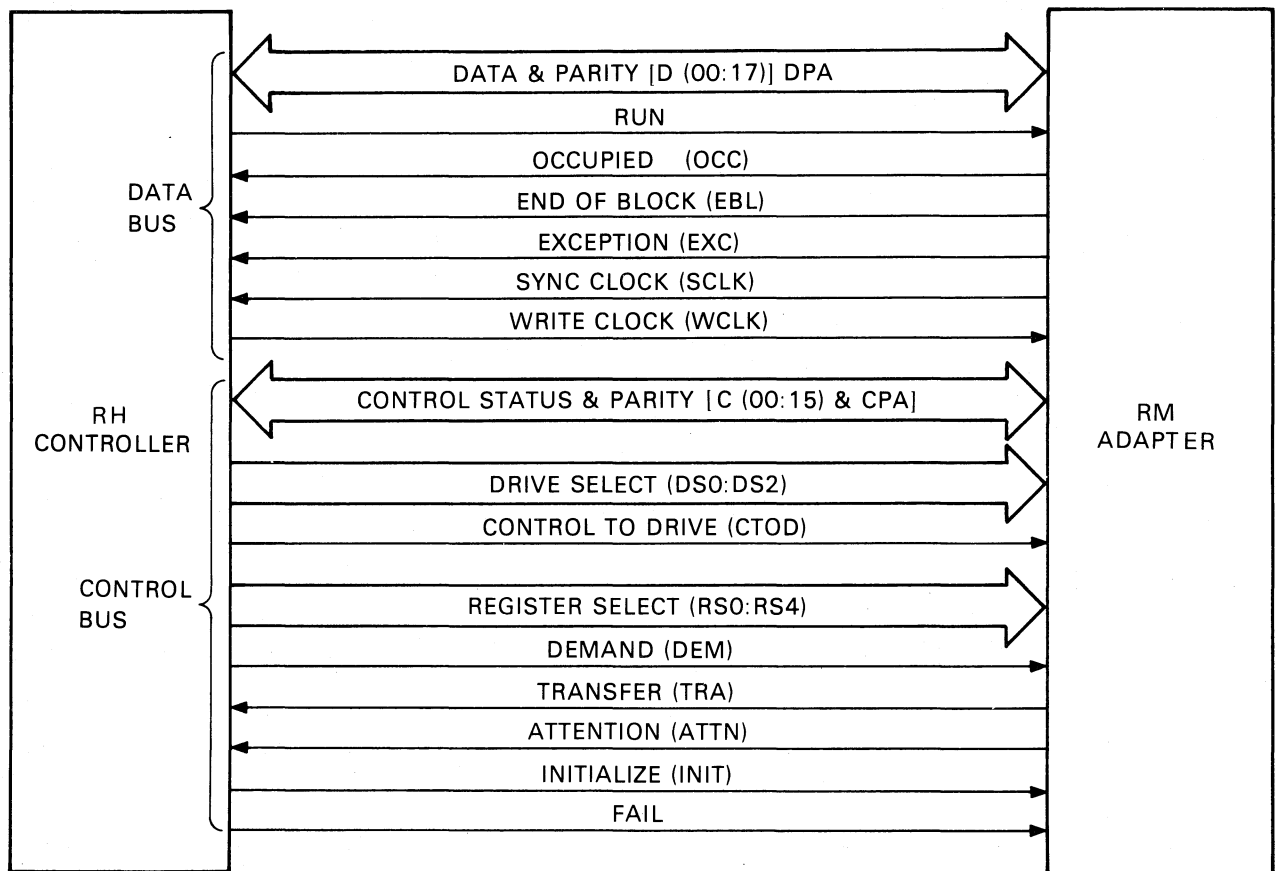 DATA & PARITY [D (00:17)] DPA
RUN
OCCUPIED (OCC)
DATA
BUS
END OF BLOCK (EBL)
EXCEPTION (EXC)
SYNC CLOCK (SCLK)
WRITE CLOCK (WCLK)
CONTROL STATUS & PARITY [C (00:15) & CPA]
RH
CONTROLLER
RM
ADAPTER
DRIVE SELECT (DS0:DS2)
CONTROL TO DRIVE (CTOD)
CONTROL
BUS
REGISTER SELECT (RS0:RS4)
DEMAND (DEM)
TRANSFER (TRA)
ATTENTION (ATTN)
INITIALIZE (INIT)
FAIL